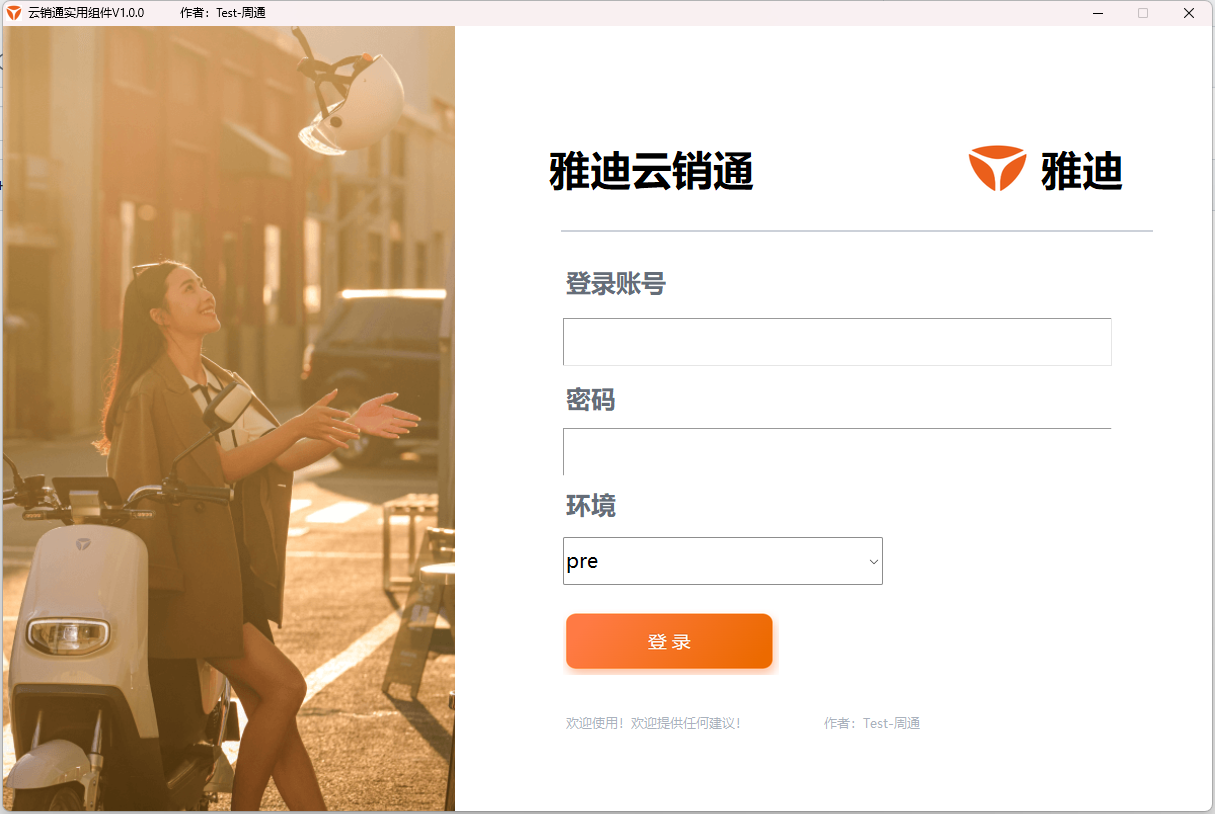 云销通实用组件V1.0.0 作者：Test-周通
雅迪云销通 雅迪
登录账号
密码
环境
pre
登 录
欢迎使用！欢迎提供任何建议！ 作者：Test-周通